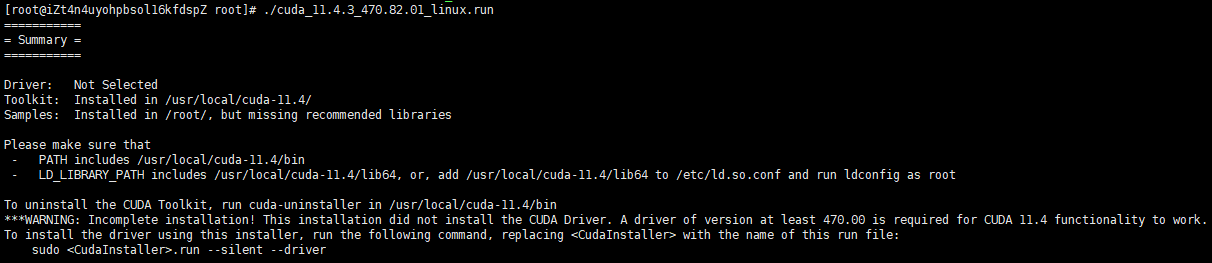 [root@iZt4n4uyohpbsol16kfdspZ root]# ./cuda_11.4.3_470.82.01_linux.run
===========
= Summary =
===========
Driver:   Not Selected
Toolkit:  Installed in /usr/local/cuda-11.4/
Samples:  Installed in /root/, but missing recommended libraries
Please make sure that
 -   PATH includes /usr/local/cuda-11.4/bin
 -   LD_LIBRARY_PATH includes /usr/local/cuda-11.4/lib64, or, add /usr/local/cuda-11.4/lib64 to /etc/ld.so.conf and run ldconfig as root
To uninstall the CUDA Toolkit, run cuda-uninstaller in /usr/local/cuda-11.4/bin
***WARNING: Incomplete installation! This installation did not install the CUDA Driver. A driver of version at least 470.00 is required for CUDA 11.4 functionality to work.
To install the driver using this installer, run the following command, replacing <CudaInstaller> with the name of this run file:
    sudo <CudaInstaller>.run --silent --driver